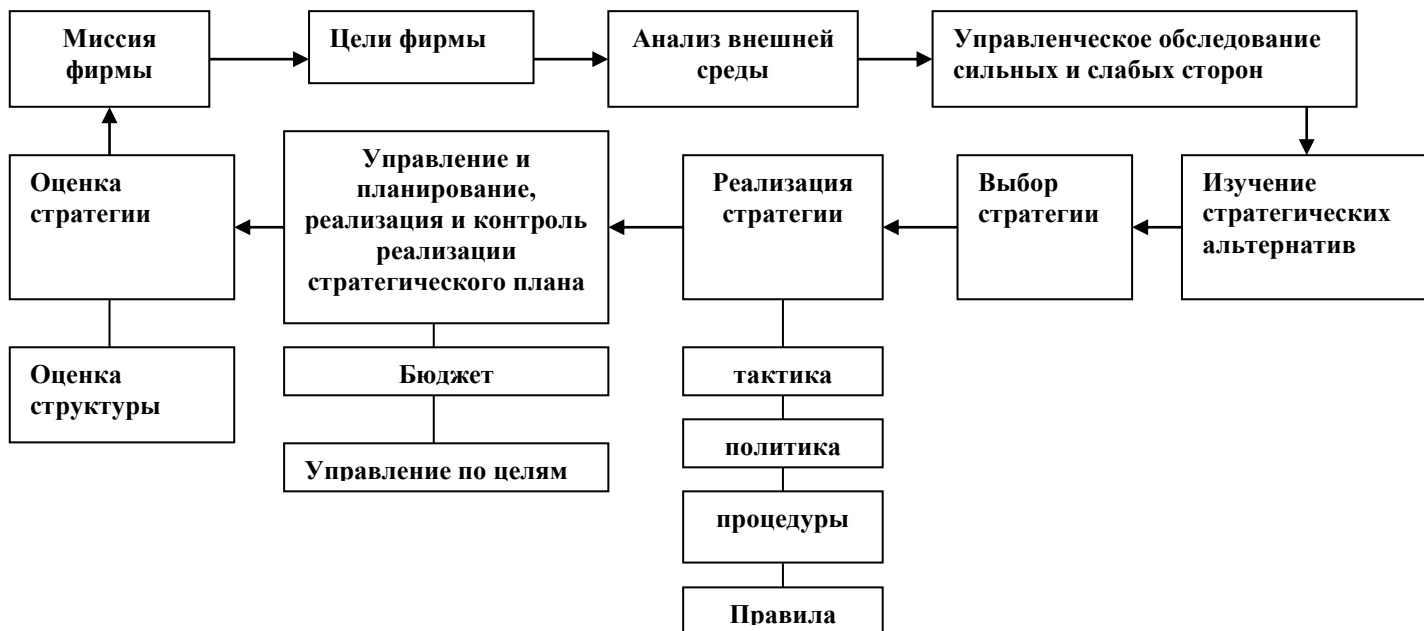 Миссия
фирмы
Цели фирмы
Анализ внешней
среды
Управленческое обследование
сильных и слабых сторон
Оценка
стратегии
Управление и
планирование,
реализация и контроль
реализации
стратегического плана
Реализация
стратегии
Выбор
стратегии
Изучение
стратегических
альтернатив
Оценка
структуры
Бюджет
Управление по целям
тактика
политика
процедуры
Правила